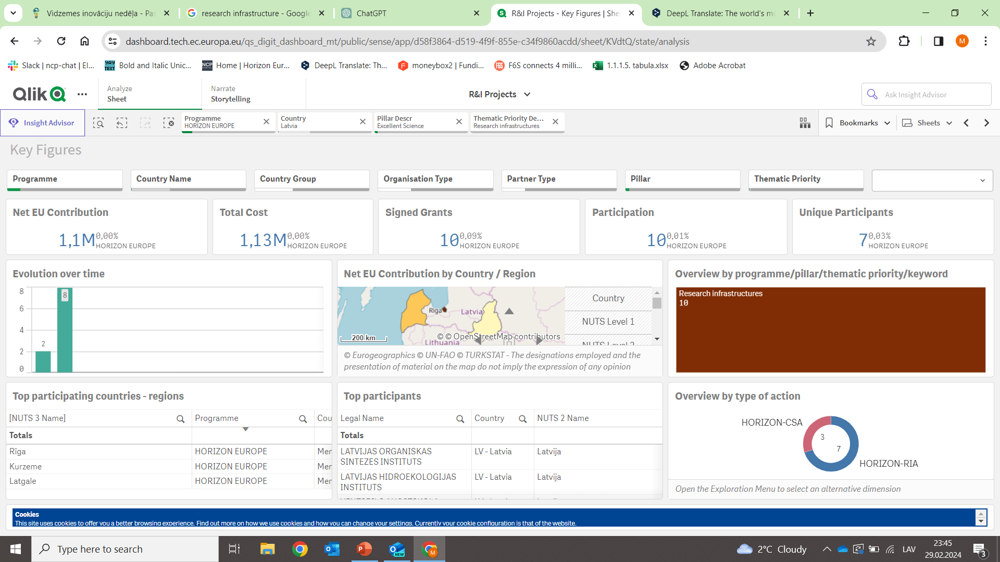 Vidzemes inovāciju nedēļa - Pas
research infrastructure - Google
ChatGPT
R&I Projects - Key Figures | She
DeepL Translate: The world's mo
dashboard.tech.ec.europa.eu/qs_digit_dashboard_mt/public/sense/app/d58f3864-d519-4f9f-855e-c34f9860acdd/sheet/KVdtQ/state/analysis
M
Slack | ncp-chat | El...
YAY TEXT
Bold and Italic Unic...
NCP PORTAL
Home | Horizon Eur...
DeepL Translate: Th...
moneybox2 | Fundi...
F6S
F6S connects 4 milli...
1.1.1.5. tabula.xlsx
Adobe Acrobat
Qlik
Analyze
Sheet
Narrate
Storytelling
R&I Projects
Ask Insight Advisor
Insight Advisor
Programme
HORIZON EUROPE
Country
Latvia
Pillar Descr
Excellent Science
Thematic Priority De...
Research infrastructures
Bookmarks
Sheets
Key Figures
Programme
Country Name
Country Group
Organisation Type
Partner Type
Pillar
Thematic Priority
Net EU Contribution
1,1M 0,00%
HORIZON EUROPE
Total Cost
1,13M 0,00%
HORIZON EUROPE
Signed Grants
10 0,09%
HORIZON EUROPE
Participation
10 0,01%
HORIZON EUROPE
Unique Participants
7 0,03%
HORIZON EUROPE
Evolution over time
8
6
4
2
0
2
8
Net EU Contribution by Country / Region
Riga
Latvia
Lithuania
200 km
© © OpenStreetMap contributors
Country
NUTS Level 1
NUTS Level 2
© Eurogeographics © UN-FAO © TURKSTAT - The designations employed and the
presentation of material on the map do not imply the expression of any opinion
Overview by programme/pillar/thematic priority/keyword
Research infrastructures
10
Top participating countries - regions
[NUTS 3 Name] Programme Cou
Totals
Rīga HORIZON EUROPE Mer
Kurzeme HORIZON EUROPE Mer
Latgale HORIZON EUROPE Mer
Top participants
Legal Name Country NUTS 2 Name
Totals
LATVIJAS ORGANISKAS LV - Latvia Latvija
SINTEZES INSTITUTS
LATVIJAS HIDROEKOLOGIJAS LV - Latvia Latvija
INSTITUTS
Overview by type of action
HORIZON-CSA
3
7
HORIZON-RIA
Open the Exploration Menu to select an alternative dimension
Cookies
This site uses cookies to offer you a better browsing experience. Find out more on how we use cookies and how you can change your settings. Currently your cookie configuration is that of the website.
Type here to search
NEW
M
2°C Cloudy
LAV
23:45
29.02.2024
3